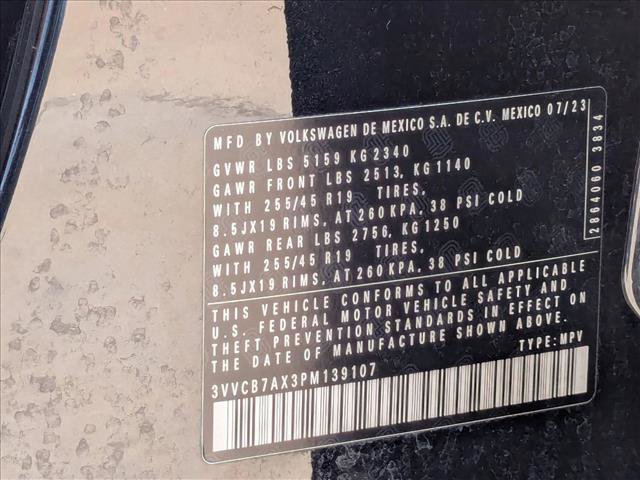 MFD BY VOLKSWAGEN DE MEXICO S.A. DE C.V. MEXICO 07/23
GVWR LBS 5159 KG 2340
GAWR FRONT LBS 2513, KG 1140
WITH 255/45 R19 TIRES,
8.5JX19 RIMS, AT 260 KPA, 38 PSI COLD
GAWR REAR LBS 2756, KG 1250
WITH 255/45 R19 TIRES,
8.5JX19 RIMS, AT 260 KPA, 38 PSI COLD
2864060 3834
THIS VEHICLE CONFORMS TO ALL APPLICABLE
U.S. FEDERAL MOTOR VEHICLE SAFETY AND
THEFT PREVENTION STANDARDS IN EFFECT ON
THE DATE OF MANUFACTURE SHOWN ABOVE.
TYPE: MPV
3VVCB7AX3PM139107